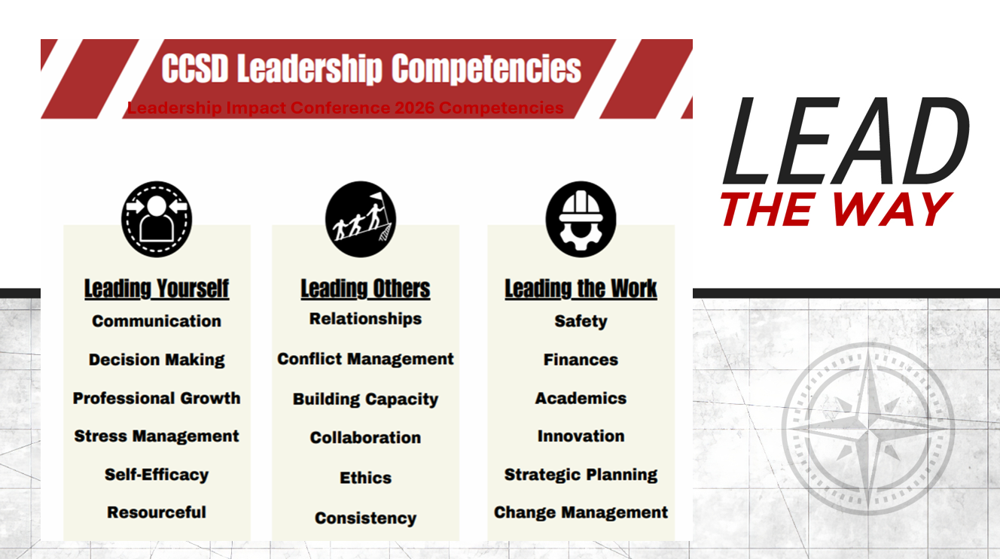 CCSD Leadership Competencies
Leadership Impact Conference 2026 Competencies
LEAD
THE WAY
Leading Yourself
Communication
Decision Making
Professional Growth
Stress Management
Self-Efficacy
Resourceful
Leading Others
Relationships
Conflict Management
Building Capacity
Collaboration
Ethics
Consistency
Leading the Work
Safety
Finances
Academics
Innovation
Strategic Planning
Change Management